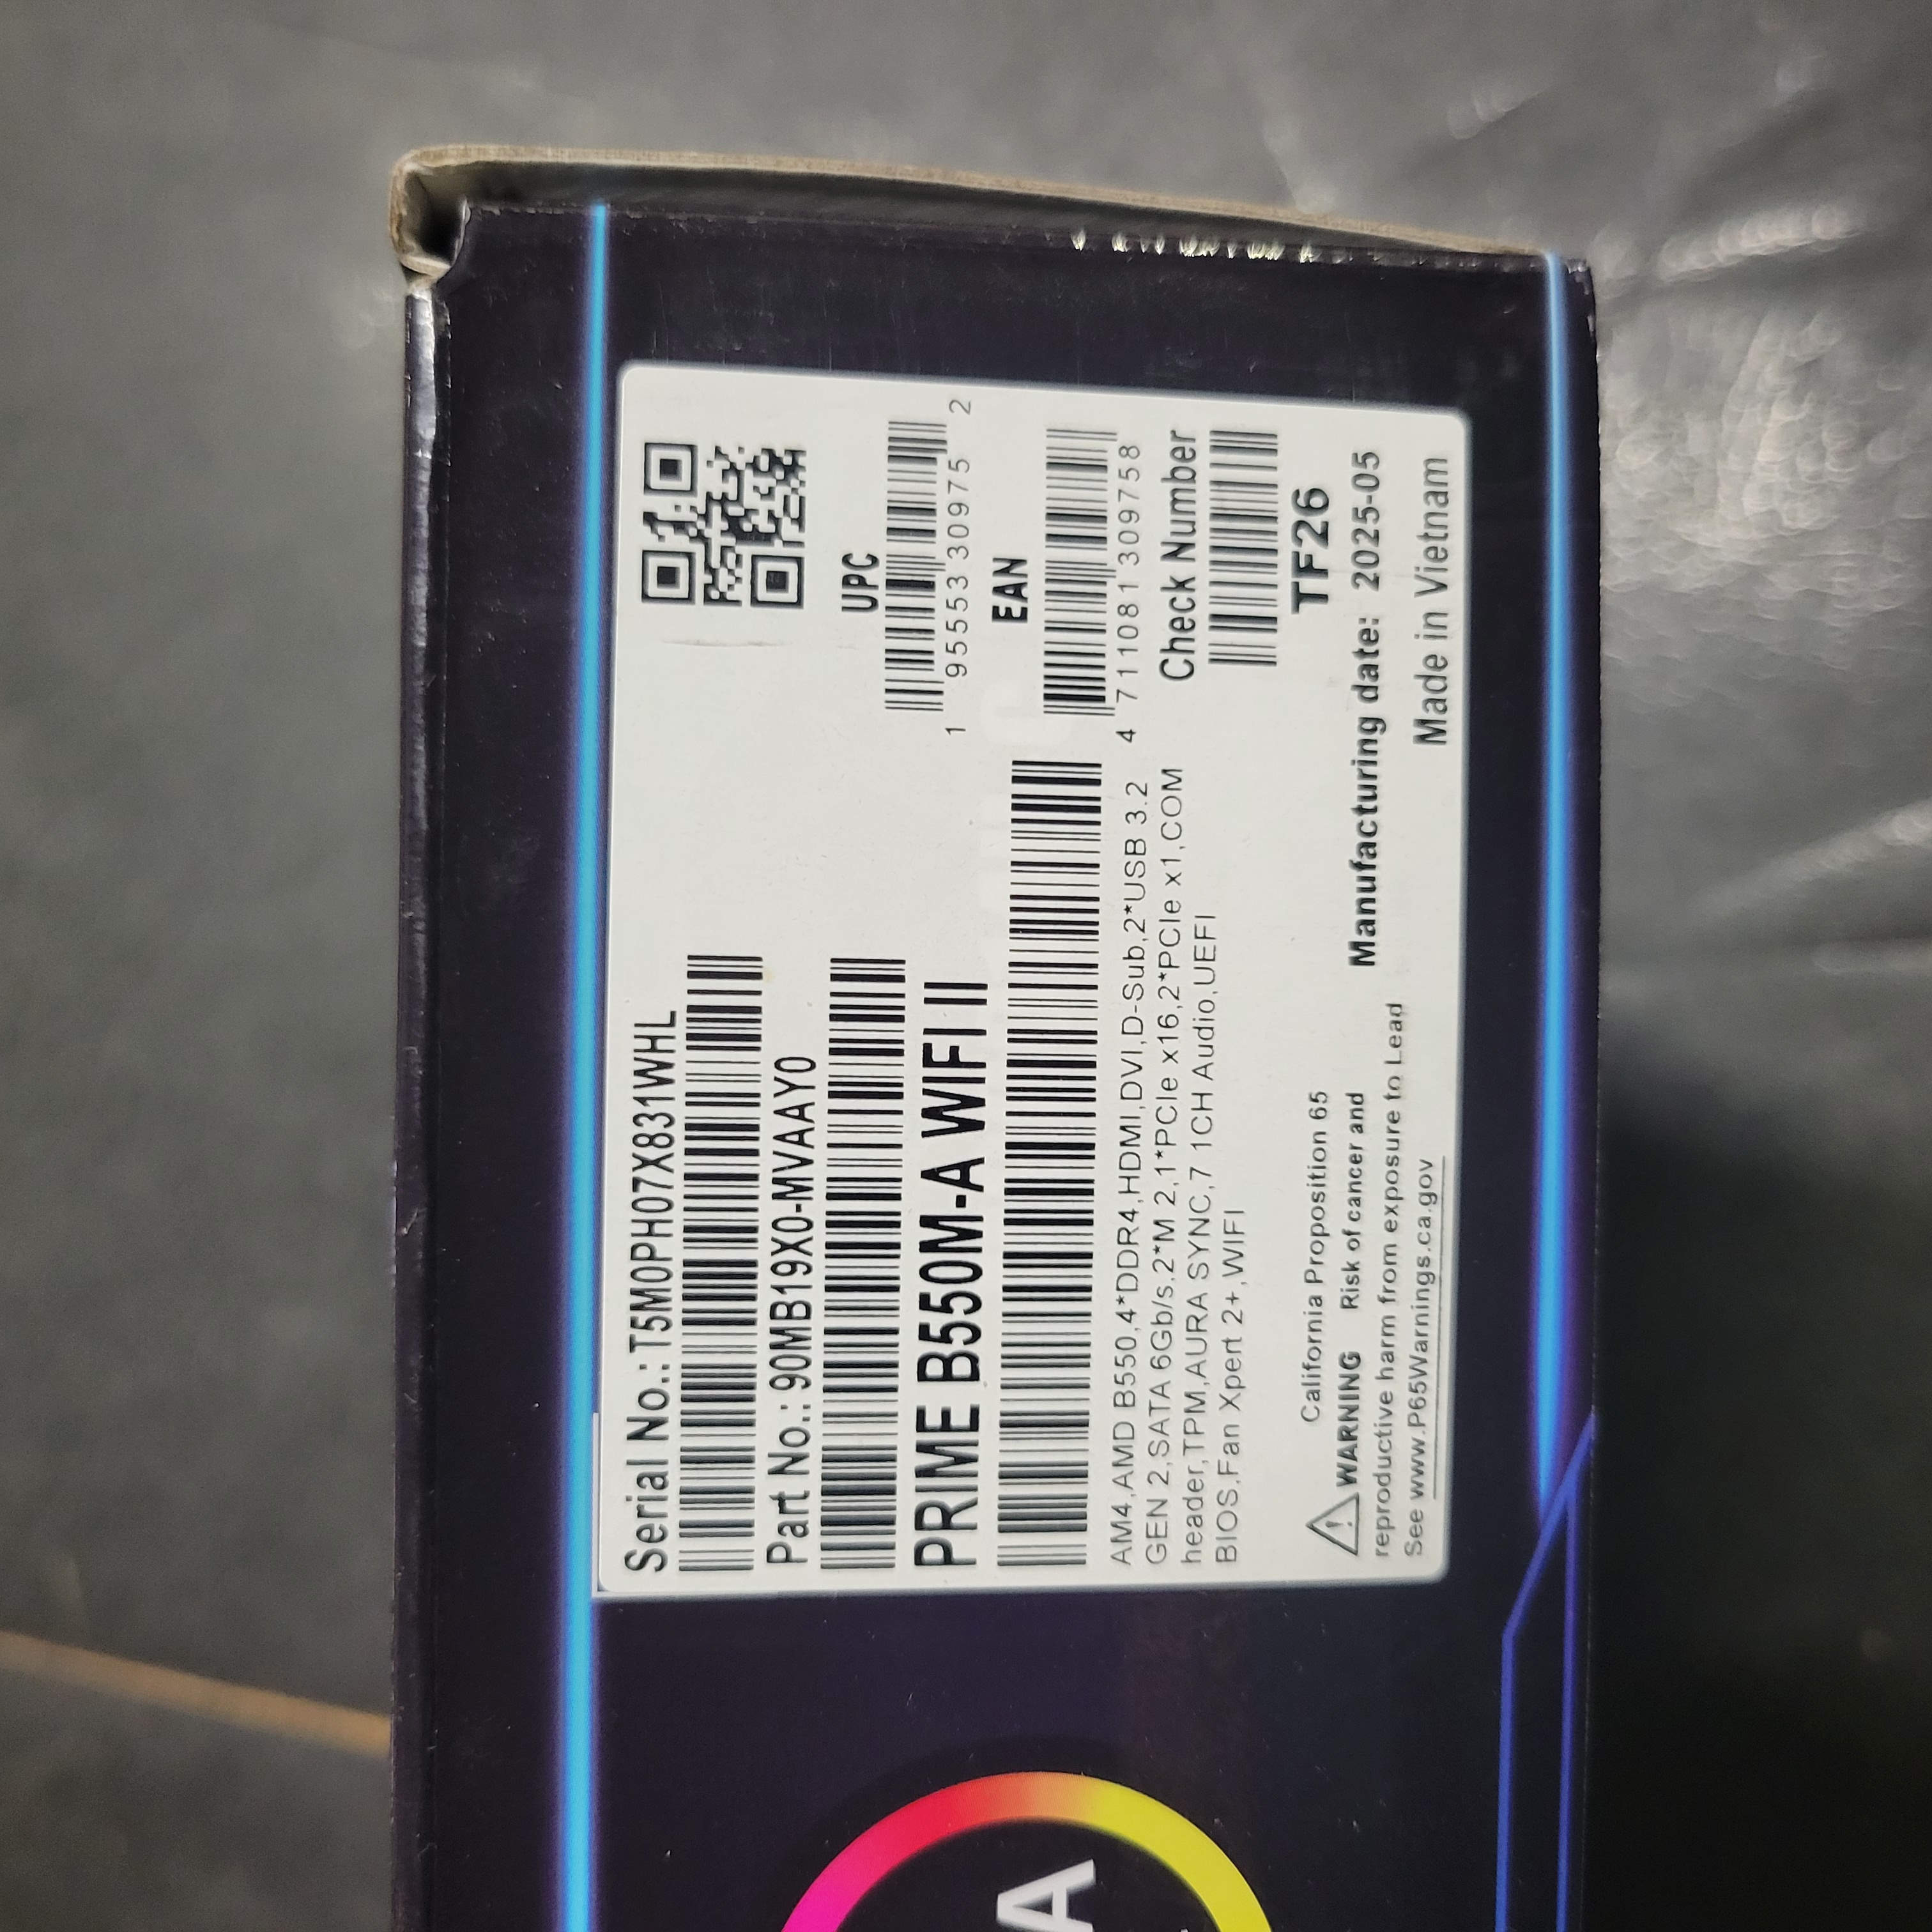 Serial No.: T5M0PH07X831WHL
Part No.: 90MB19X0-MVAAY0
PRIME B550M-A WIFI II
AM4,AMD B550,4*DDR4,HDMI,DVI,D-Sub,2*USB 3.2
GEN 2,SATA 6Gb/s,2*M 2,1*PCIe x16,2*PCIe x1,COM
header,TPM,AURA SYNC,7 1CH Audio,UEFI
BIOS,Fan Xpert 2+,WIFI
California Proposition 65
WARNING Risk of cancer and
reproductive harm from exposure to Lead
See www.P65Warnings.ca.gov
UPC
1 95553 30975 2
EAN
4 711081 309758
Check Number
TF26
Manufacturing date: 2025-05
Made in Vietnam
A